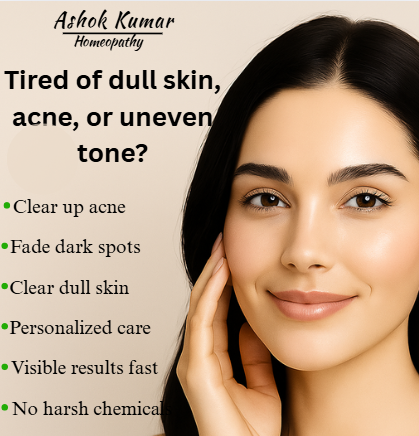 Ashok Kumar
Homeopathy
Tired of dull skin,
acne, or uneven
tone?
Clear up acne
Fade dark spots
Clear dull skin
Personalized care
Visible results fast
No harsh chemical